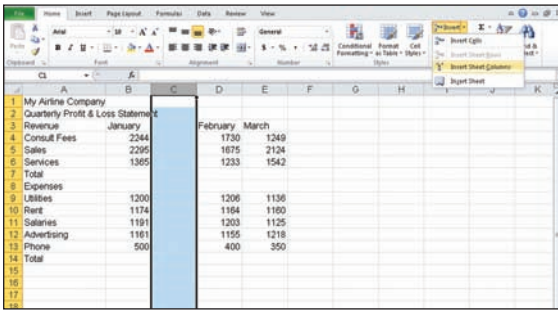 File Home Insert Page Layout Formulas Data Review View
Arial 10 General Insert
Conditional Formatting Format as Table Cell Styles
Clipboard Font Alignment Number Styles
Insert Cells
Insert Sheet Rows
Insert Sheet Columns
Insert Sheet
C1 fx
A B C D E F G H
1 My Airline Company
2 Quarterly Profit & Loss Statement
3 Revenue January February March
4 Consult Fees 2244 1730 1249
5 Sales 2295 1675 2124
6 Services 1365 1233 1542
7 Total
8 Expenses
9 Utilities 1200 1206 1136
10 Rent 1174 1164 1160
11 Salaries 1191 1203 1125
12 Advertising 1161 1155 1218
13 Phone 500 400 350
14 Total
15
16
17
18